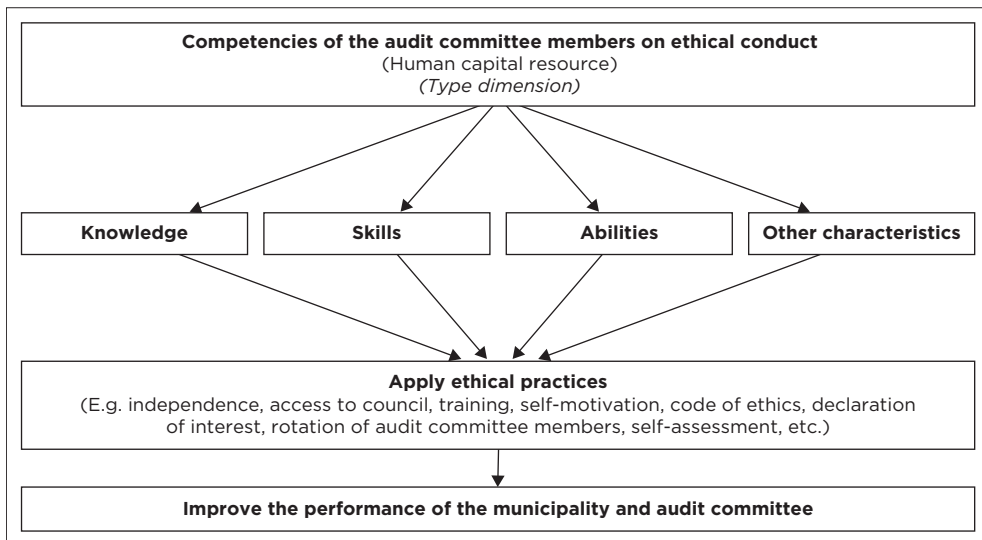 Competencies of the audit committee members on ethical conduct
(Human capital resource)
(Type dimension)
Knowledge
Skills
Abilities
Other characteristics
Apply ethical practices
(E.g. independence, access to council, training, self-motivation, code of ethics, declaration
of interest, rotation of audit committee members, self-assessment, etc.)
Improve the performance of the municipality and audit committee